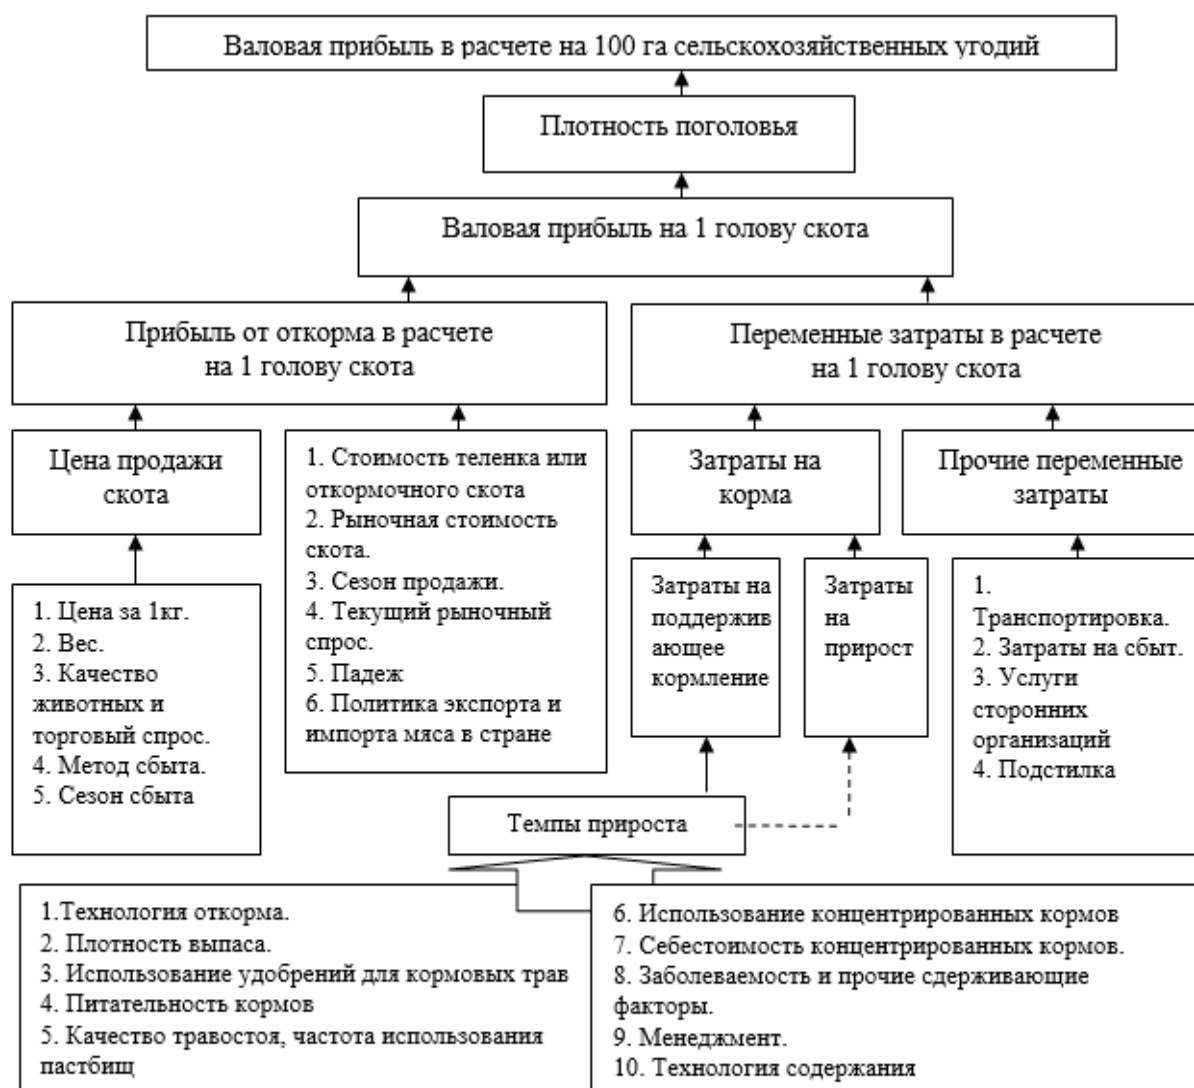 Валовая прибыль в расчете на 100 га сельскохозяйственных угодий
Плотность поголовья
Валовая прибыль на 1 голову скота
Прибыль от откорма в расчете
на 1 голову скота
Переменные затраты в расчете
на 1 голову скота
Цена продажи
скота
1. Стоимость теленка или
откормочного скота
2. Рыночная стоимость
скота.
3. Сезон продажи.
4. Текущий рыночный
спрос.
5. Падеж
6. Политика экспорта и
импорта мяса в стране
Затраты на
корма
Прочие переменные
затраты
1. Цена за 1кг.
2. Вес.
3. Качество
животных и
торговый спрос.
4. Метод сбыта.
5. Сезон сбыта
Затраты на
поддержив
ающее
кормление
Затраты
на
прирост
1.
Транспортировка.
2. Затраты на сбыт.
3. Услуги
сторонних
организаций
4. Подстилка
Темпы прироста
1.Технология откорма.
2. Плотность выпаса.
3. Использование удобрений для кормовых трав
4. Питательность кормов
5. Качество травостоя, частота использования
пастбищ
6. Использование концентрированных кормов
7. Себестоимость концентрированных кормов.
8. Заболеваемость и прочие сдерживающие
факторы.
9. Менеджмент.
10. Технология содержания